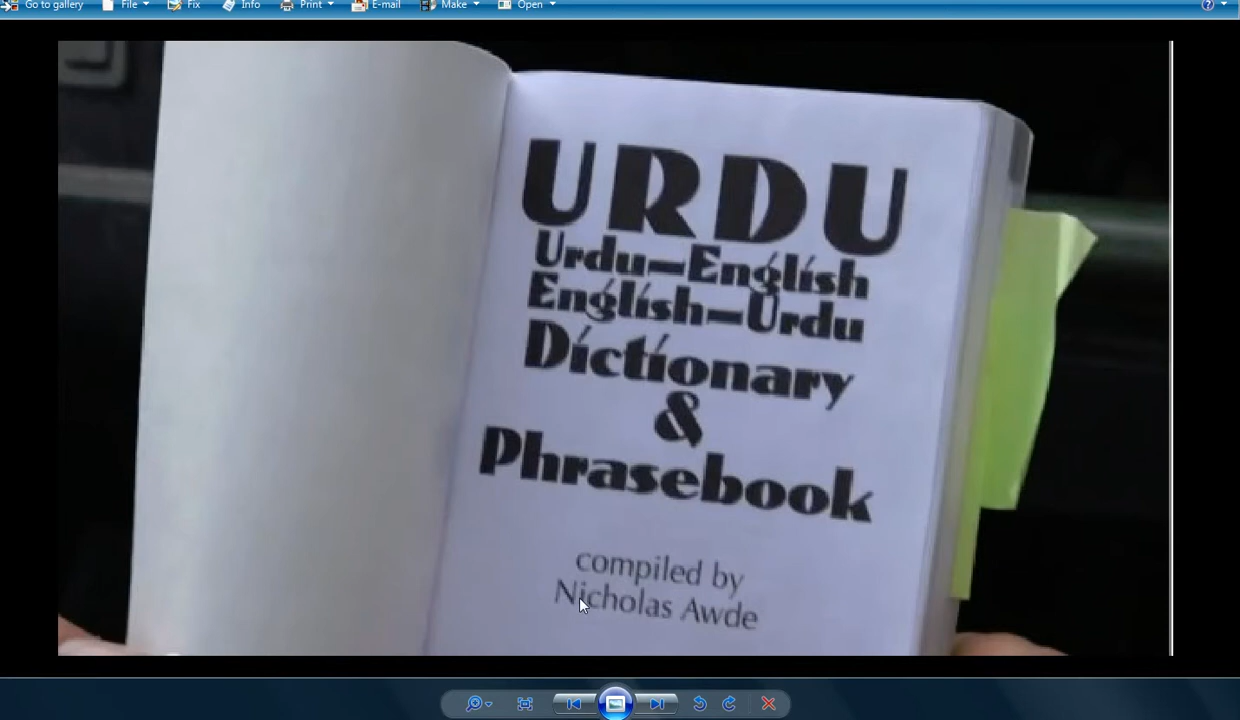 Go to gallery File Fix Info Print E-mail Make Open
URDU
Urdu–English
English–Urdu
Dictionary
&
Phrasebook
compiled by
Nicholas Awde